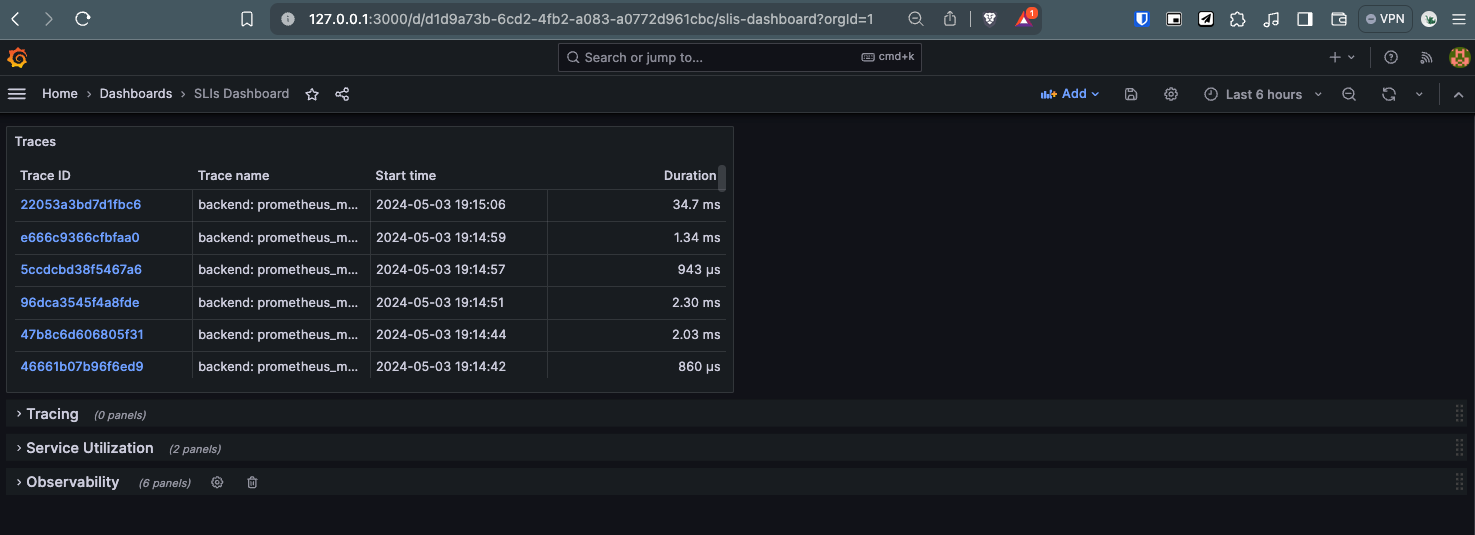 127.0.0.1:3000/d/d1d9a73b-6cd2-4fb2-a083-a0772d961cbc/slis-dashboard?orgId=1
1
VPN
Search or jump to...
cmd+k
Home › Dashboards › SLIs Dashboard
Add
Last 6 hours
Traces
Trace ID Trace name Start time Duration
22053a3bd7d1fbc6 backend: prometheus_m... 2024-05-03 19:15:06 34.7 ms
e666c9366cfbfaa0 backend: prometheus_m... 2024-05-03 19:14:59 1.34 ms
5ccdcbd38f5467a6 backend: prometheus_m... 2024-05-03 19:14:57 943 µs
96dca3545f4a8fde backend: prometheus_m... 2024-05-03 19:14:51 2.30 ms
47b8c6d606805f31 backend: prometheus_m... 2024-05-03 19:14:44 2.03 ms
46661b07b96f6ed9 backend: prometheus_m... 2024-05-03 19:14:42 860 µs
Tracing (0 panels)
Service Utilization (2 panels)
Observability (6 panels)